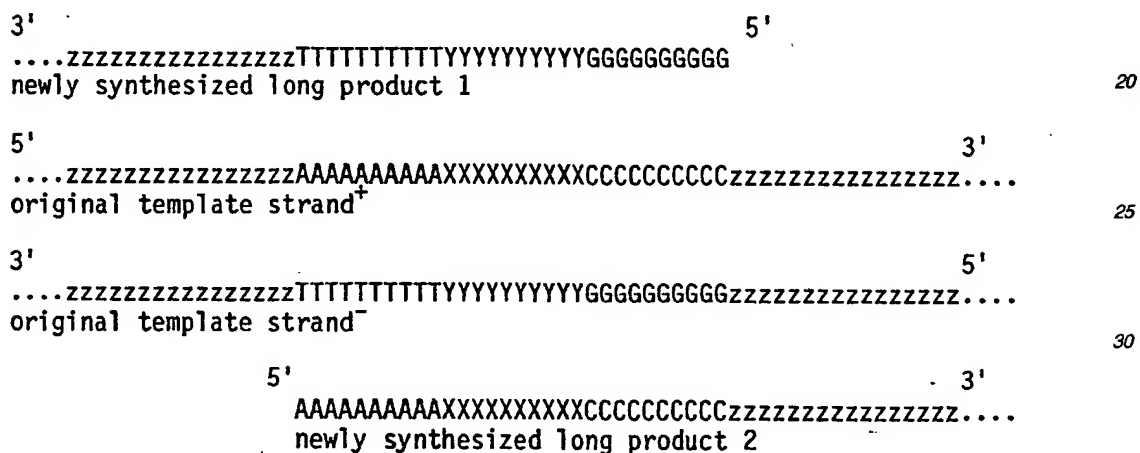 3' 5'
....zzzzzzzzzzzzzzzzTTTTTTTTTTYYYYYYYYYYGGGGGGGGGG
newly synthesized long product 1
20
5' 3'
....zzzzzzzzzzzzzzzzAAAAAAAAAAXXXXXXXXXXCCCCCCCCCCzzzzzzzzzzzzzzzz....
original template strand⁺
25
3' 5'
....zzzzzzzzzzzzzzzzTTTTTTTTTTYYYYYYYYYYGGGGGGGGGGzzzzzzzzzzzzzzzz....
original template strand⁻
30
5' 3'
AAAAAAAAAAXXXXXXXXXXCCCCCCCCCCzzzzzzzzzzzzzzzz....
newly synthesized long product 2